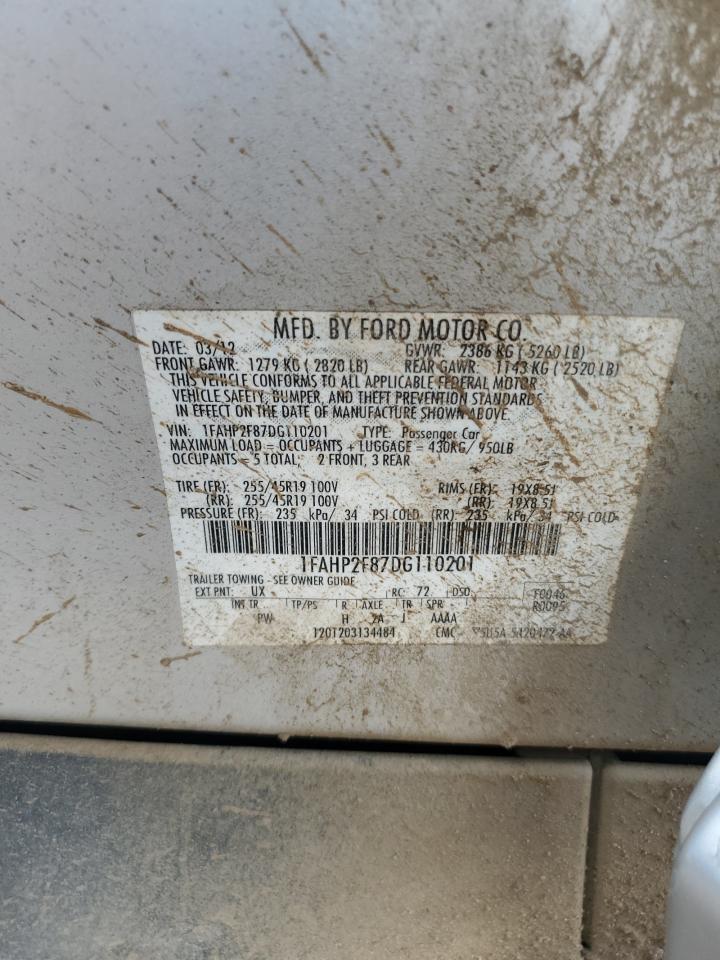 MFD. BY FORD MOTOR CO
DATE: 03/12 GVWR: 2386 KG ( 5260 LB)
FRONT GAWR: 1279 KG ( 2820 LB) REAR GAWR: 1143 KG ( 2520 LB)
THIS VEHICLE CONFORMS TO ALL APPLICABLE FEDERAL MOTOR
VEHICLE SAFETY, BUMPER, AND THEFT PREVENTION STANDARDS
IN EFFECT ON THE DATE OF MANUFACTURE SHOWN ABOVE.
VIN: 1FAHP2F87DG110201 TYPE: Passenger Car
MAXIMUM LOAD = OCCUPANTS + LUGGAGE = 430KG/ 950LB
OCCUPANTS = 5 TOTAL, 2 FRONT, 3 REAR
TIRE (FR): 255/45R19 100V RIMS (FR): 19X8.5J
(RR): 255/45R19 100V (RR): 19X8.5J
PRESSURE (FR): 235 kPa/ 34 PSI COLD (RR): 235 kPa/ 34 PSI COLD
1FAHP2F87DG110201
TRAILER TOWING - SEE OWNER GUIDE
EXT PNT: UX RC: 72 DSO: F0046
INT TR TP/PS R AXLE TR SPR R0095
PW H 2A J AAAA
1201203134484 CMC